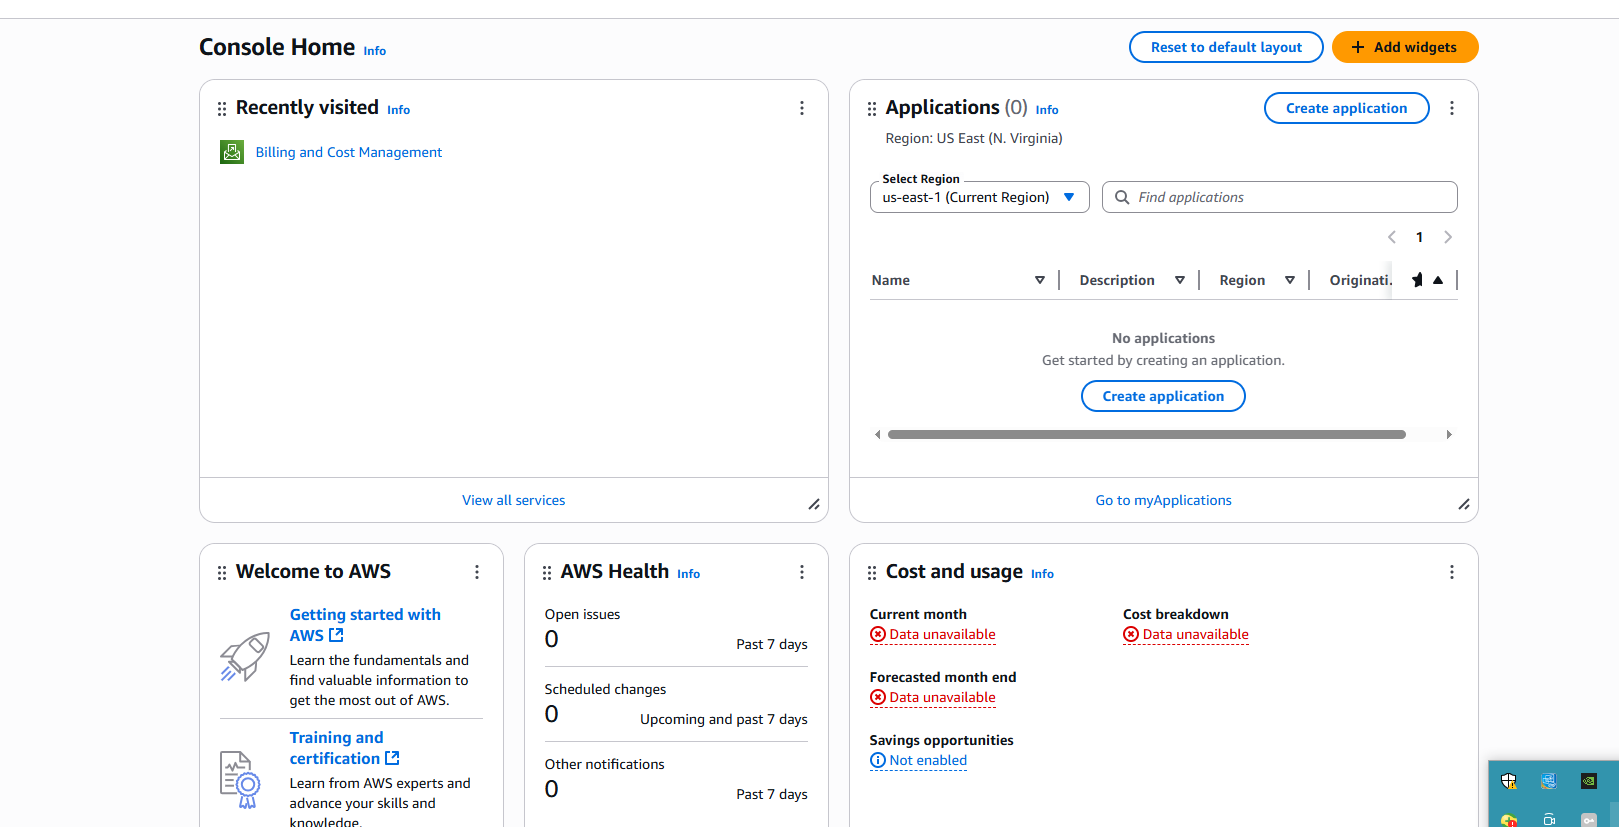 Console Home Info
Reset to default layout
Add widgets
Recently visited Info
Billing and Cost Management
View all services
Applications (0) Info
Create application
Region: US East (N. Virginia)
Select Region
us-east-1 (Current Region)
Find applications
1
Name
Description
Region
Originati.
No applications
Get started by creating an application.
Create application
Go to myApplications
Welcome to AWS
Getting started with
AWS
Learn the fundamentals and
find valuable information to
get the most out of AWS.
Training and
certification
Learn from AWS experts and
advance your skills and
knowledge.
AWS Health Info
Open issues
0
Past 7 days
Scheduled changes
0
Upcoming and past 7 days
Other notifications
0
Past 7 days
Cost and usage Info
Current month
Data unavailable
Cost breakdown
Data unavailable
Forecasted month end
Data unavailable
Savings opportunities
Not enabled